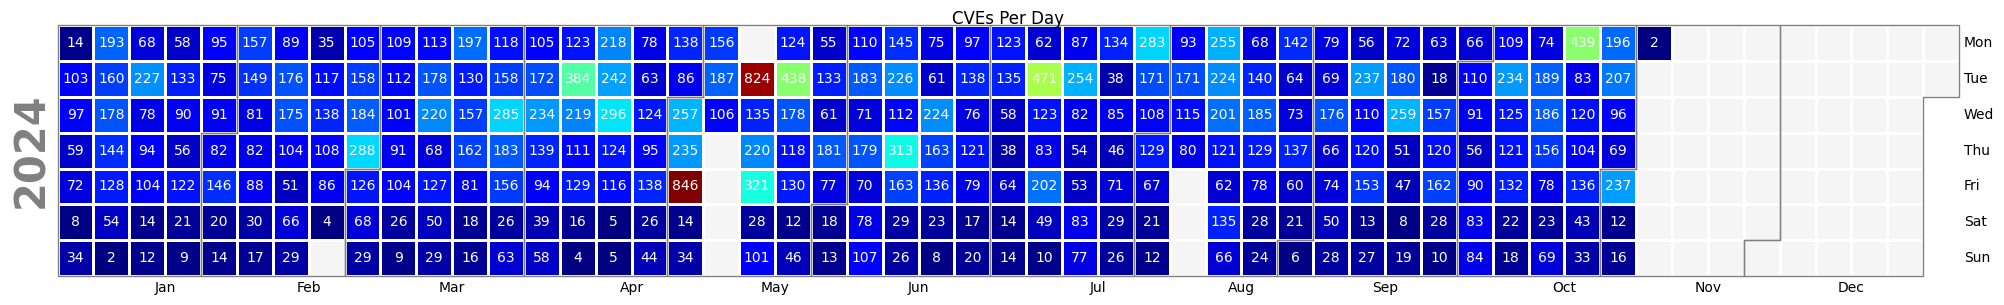 CVEs Per Day
14 193 68 58 95 157 89 35 105 109 113 197 118 105 123 218 78 138 156 124 55 110 145 75 97 123 62 87 134 283 93 255 68 142 79 56 72 63 66 109 74 439 196 2 Mon
103 160 227 133 75 149 176 117 158 112 178 130 158 172 384 242 63 86 187 824 438 133 183 226 61 138 135 471 254 38 171 171 224 140 64 69 237 180 18 110 234 189 83 207 Tue
97 178 78 90 91 81 175 138 184 101 220 157 285 234 219 296 124 257 106 135 178 61 71 112 224 76 58 123 82 85 108 115 201 185 73 176 110 259 157 91 125 186 120 96 Wed
59 144 94 56 82 82 104 108 288 91 68 162 183 139 111 124 95 235 220 118 181 179 313 163 121 38 83 54 46 129 80 121 129 137 66 120 51 120 56 121 156 104 69 Thu
72 128 104 122 146 88 51 86 126 104 127 81 156 94 129 116 138 846 321 130 77 70 163 136 79 64 202 53 71 67 62 78 60 74 153 47 162 90 132 78 136 237 Fri
8 54 14 21 20 30 66 4 68 26 50 18 26 39 16 5 26 14 28 12 18 78 29 23 17 14 49 83 29 21 135 28 21 50 13 8 28 83 22 23 43 12 Sat
34 2 12 9 14 17 29 29 9 29 16 63 58 4 5 44 34 101 46 13 107 26 8 20 14 10 77 26 12 66 24 6 28 27 19 10 84 18 69 33 16 Sun
Jan Feb Mar Apr May Jun Jul Aug Sep Oct Nov Dec
2024